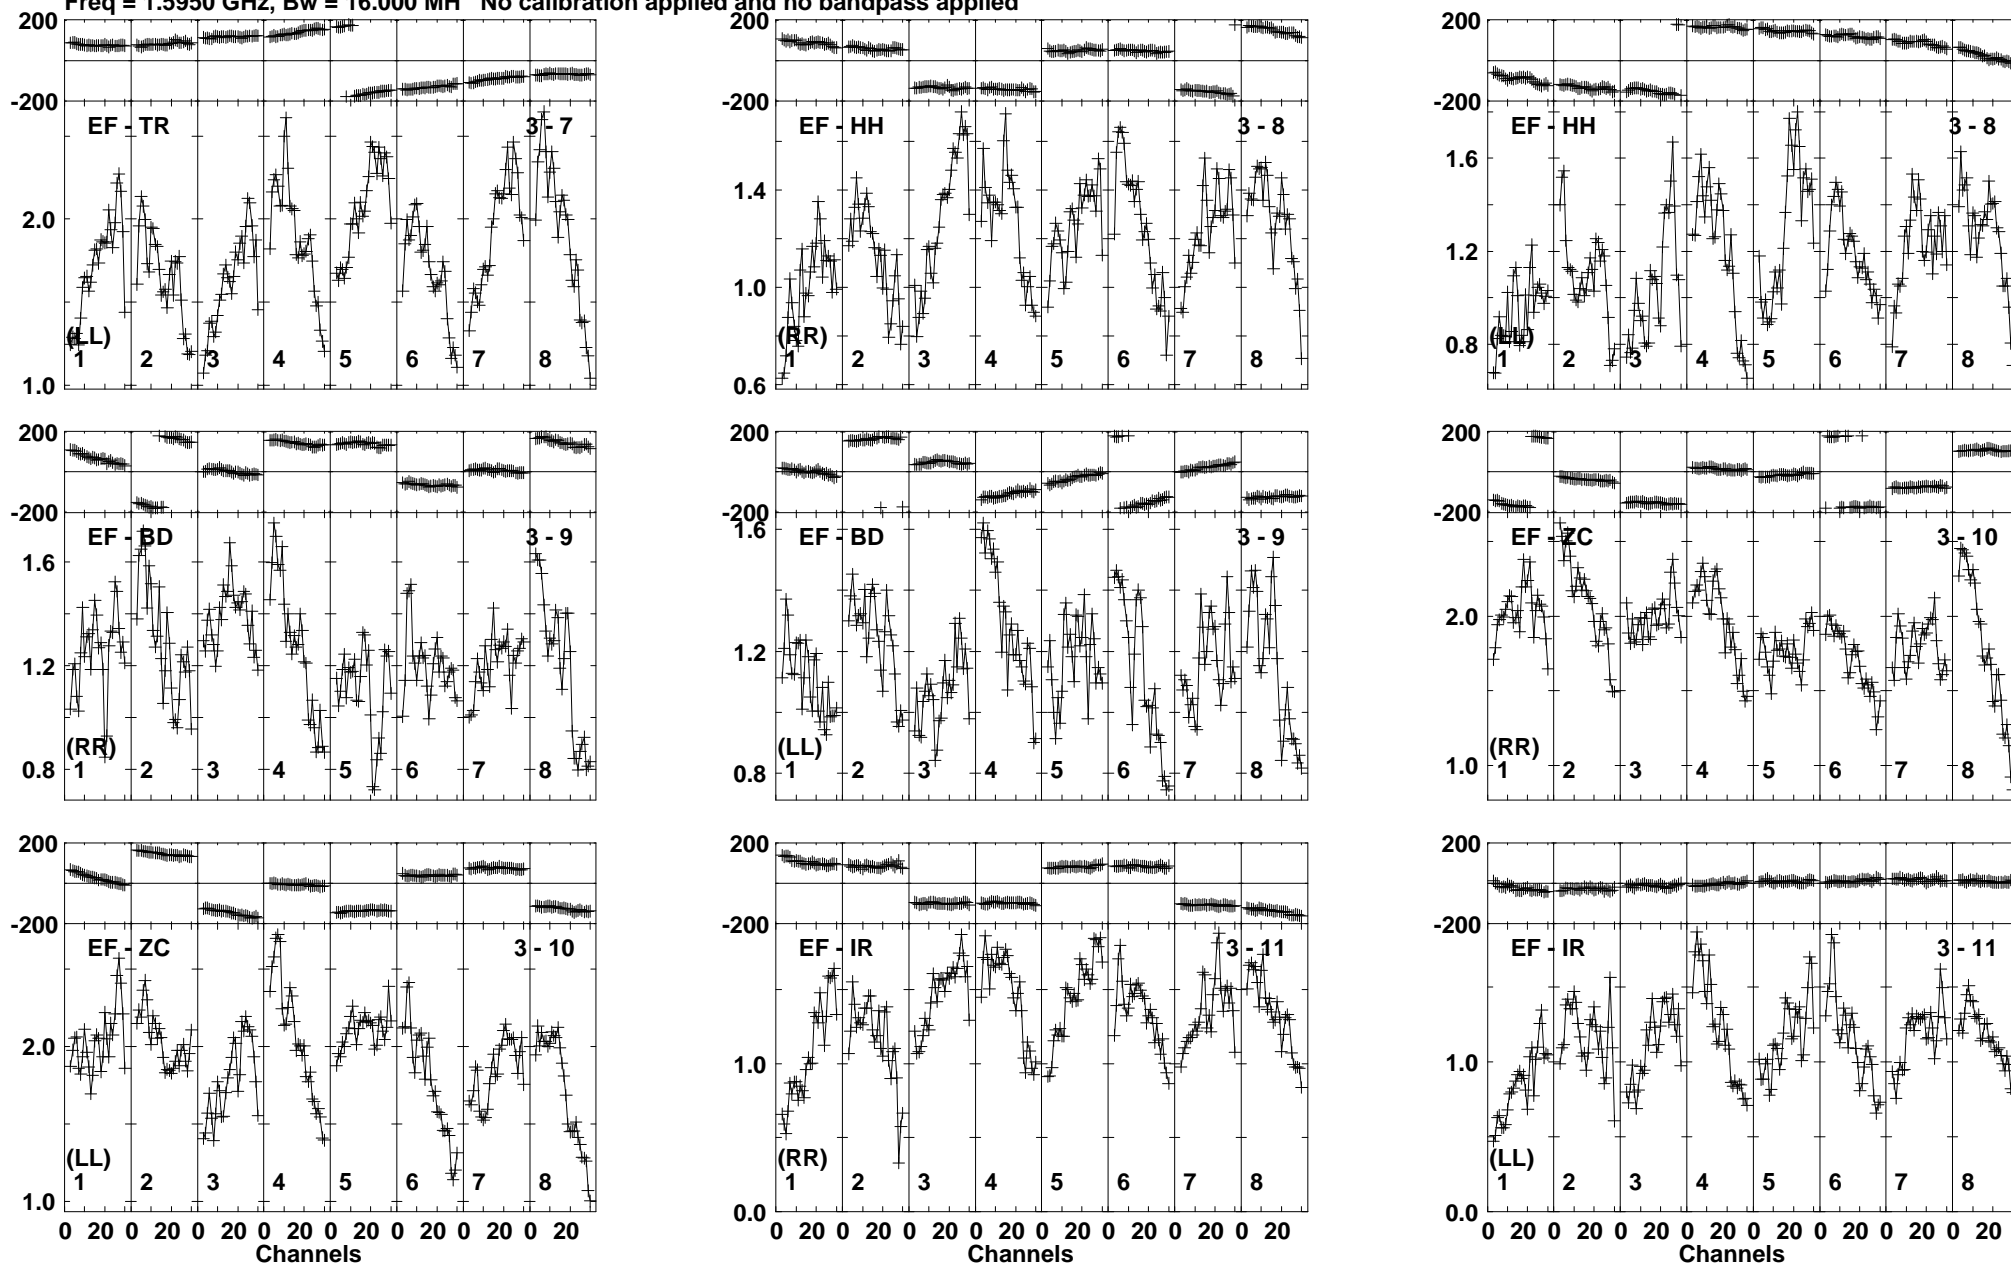 Freq = 1.5950 GHz, Bw = 16.000 MH No calibration applied and no bandpass applied
200 200 200
-200 -200 -200
EF - TR 3 - 7 EF - HH 3 - 8 EF - HH 3 - 8
1.6
1.4
2.0
1.2
1.0
(LL) (RR) (LL)
0.8
1 2 3 4 5 6 7 8 1 2 3 4 5 6 7 8 1 2 3 4 5 6 7 8
1.0 0.6
200 200 200
-200 -200 -200
EF - BD 3 - 9 EF - BD 3 - 9 EF - ZC 3 - 10
1.6 1.6
2.0
1.2 1.2
(RR) (LL) (RR)
0.8 0.8 1.0
1 2 3 4 5 6 7 8 1 2 3 4 5 6 7 8 1 2 3 4 5 6 7 8
200 200 200
-200 -200 -200
EF - ZC 3 - 10 EF - IR 3 - 11 EF - IR 3 - 11
2.0 1.0 1.0
(LL) (RR) (LL)
1 2 3 4 5 6 7 8 1 2 3 4 5 6 7 8 1 2 3 4 5 6 7 8
1.0 0.0 0.0
0 20 0 20 0 20 0 20 0 20 0 20 0 20 0 20 0 20 0 20 0 20 0 20 0 20 0 20 0 20 0 20 0 20 0 20 0 20 0 20 0 20 0 20 0 20 0 20
Channels Channels Channels